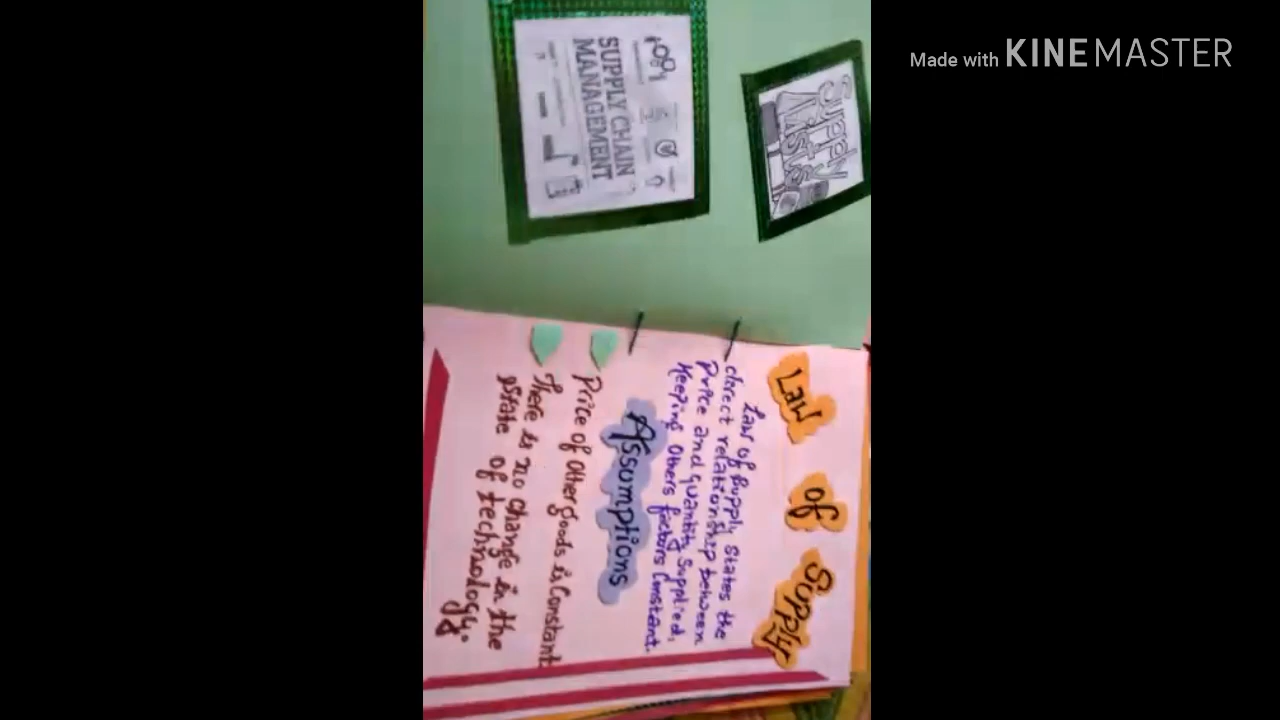 Made with KINEMASTER
Supply
SUPPLY CHAIN
MANAGEMENT
Law of Supply
Law of Supply states the
direct relationship between
Price and quantity Supplied,
Keeping Others factors Constant.
Assumptions
Price of Other goods is Constant
There is no change in the
state of technology.